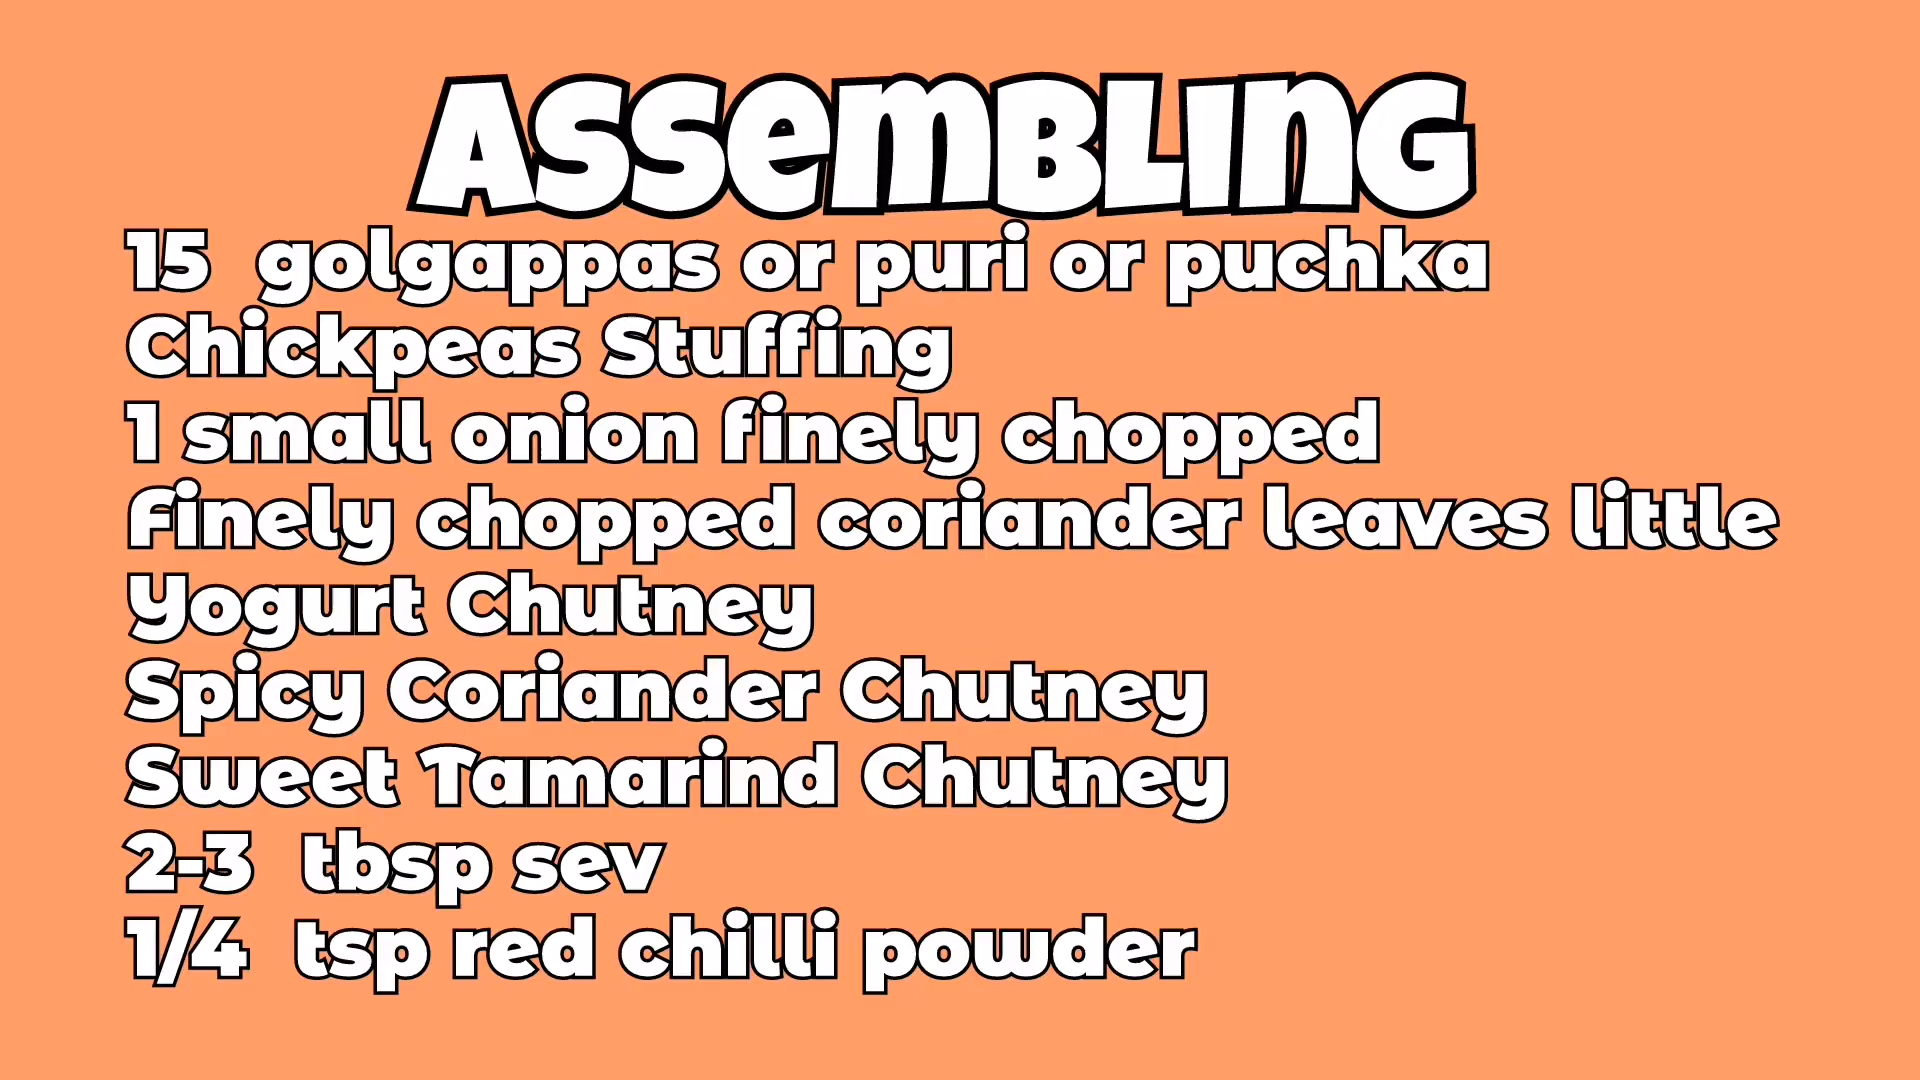 ASSEMBLING
15 golgappas or puri or puchka
Chickpeas Stuffing
1 small onion finely chopped
Finely chopped coriander leaves little
Yogurt Chutney
Spicy Coriander Chutney
Sweet Tamarind Chutney
2-3 tbsp sev
1/4 tsp red chilli powder